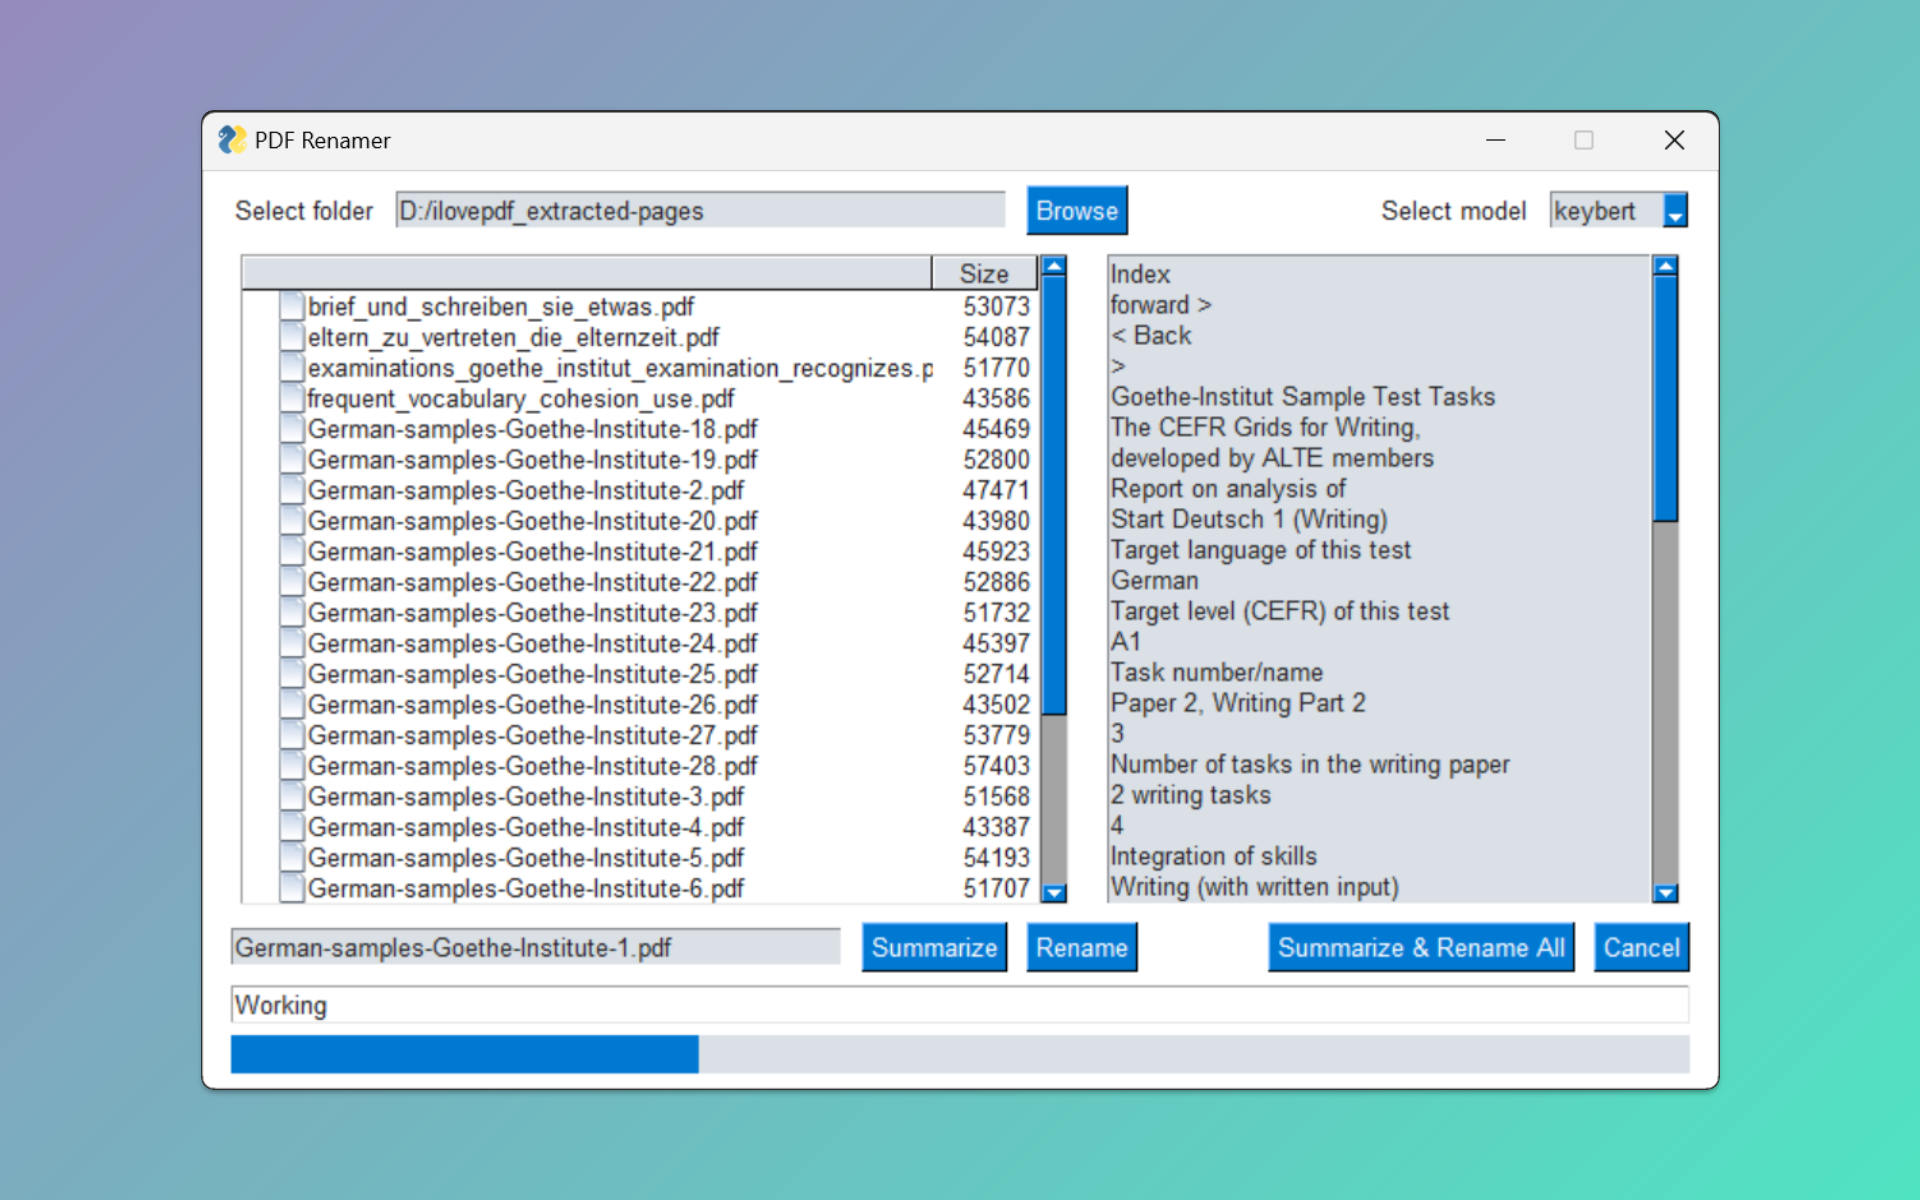 PDF Renamer
Select folder D:/ilovepdf_extracted-pages Browse Select model keybert
Size
brief_und_schreiben_sie_etwas.pdf 53073
eltern_zu_vertreten_die_elternzeit.pdf 54087
examinations_goethe_institut_examination_recognizes.p 51770
frequent_vocabulary_cohesion_use.pdf 43586
German-samples-Goethe-Institute-18.pdf 45469
German-samples-Goethe-Institute-19.pdf 52800
German-samples-Goethe-Institute-2.pdf 47471
German-samples-Goethe-Institute-20.pdf 43980
German-samples-Goethe-Institute-21.pdf 45923
German-samples-Goethe-Institute-22.pdf 52886
German-samples-Goethe-Institute-23.pdf 51732
German-samples-Goethe-Institute-24.pdf 45397
German-samples-Goethe-Institute-25.pdf 52714
German-samples-Goethe-Institute-26.pdf 43502
German-samples-Goethe-Institute-27.pdf 53779
German-samples-Goethe-Institute-28.pdf 57403
German-samples-Goethe-Institute-3.pdf 51568
German-samples-Goethe-Institute-4.pdf 43387
German-samples-Goethe-Institute-5.pdf 54193
German-samples-Goethe-Institute-6.pdf 51707
Index
forward >
< Back
>
Goethe-Institut Sample Test Tasks
The CEFR Grids for Writing,
developed by ALTE members
Report on analysis of
Start Deutsch 1 (Writing)
Target language of this test
German
Target level (CEFR) of this test
A1
Task number/name
Paper 2, Writing Part 2
3
Number of tasks in the writing paper
2 writing tasks
4
Integration of skills
Writing (with written input)
German-samples-Goethe-Institute-1.pdf Summarize Rename Summarize & Rename All Cancel
Working